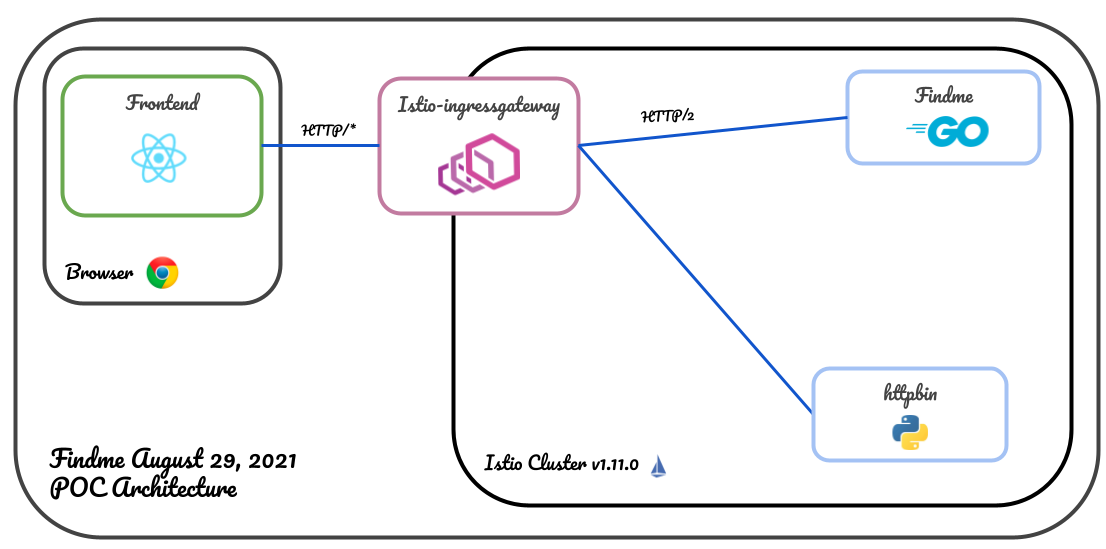 Frontend
Istio-ingressgateway
Findme
GO
HTTP/*
HTTP/2
Browser
httpbin
Istio Cluster v1.11.0
Findme August 29, 2021
POC Architecture